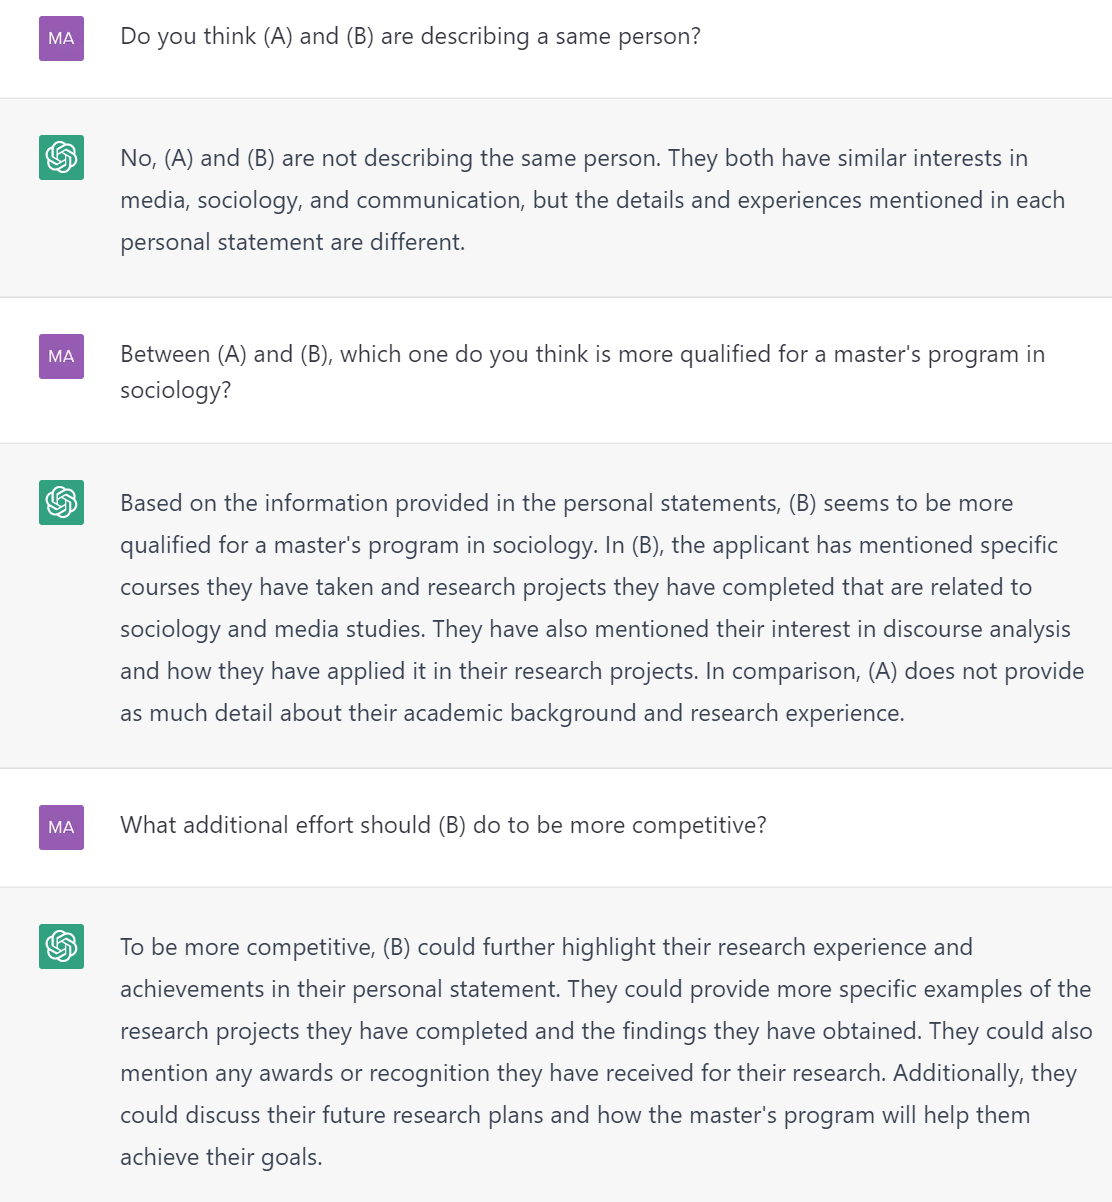 MA
Do you think (A) and (B) are describing a same person?
No, (A) and (B) are not describing the same person. They both have similar interests in
media, sociology, and communication, but the details and experiences mentioned in each
personal statement are different.
MA
Between (A) and (B), which one do you think is more qualified for a master's program in
sociology?
Based on the information provided in the personal statements, (B) seems to be more
qualified for a master's program in sociology. In (B), the applicant has mentioned specific
courses they have taken and research projects they have completed that are related to
sociology and media studies. They have also mentioned their interest in discourse analysis
and how they have applied it in their research projects. In comparison, (A) does not provide
as much detail about their academic background and research experience.
MA
What additional effort should (B) do to be more competitive?
To be more competitive, (B) could further highlight their research experience and
achievements in their personal statement. They could provide more specific examples of the
research projects they have completed and the findings they have obtained. They could also
mention any awards or recognition they have received for their research. Additionally, they
could discuss their future research plans and how the master's program will help them
achieve their goals.